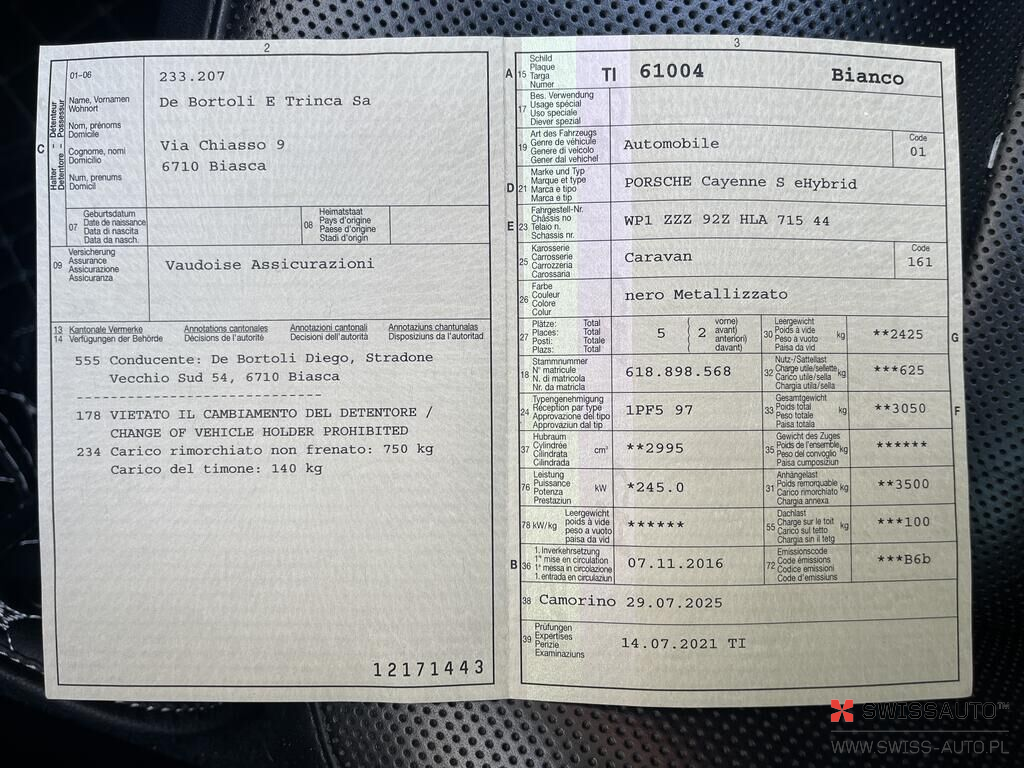 2
01-06
233.207
Halter – Détenteur
Detentore – Possessur
C
Name, Vornamen
Wohnort
De Bortoli E Trinca Sa
Nom, prénoms
Domicile
Cognome, nomi
Domicilio
Via Chiasso 9
6710 Biasca
Num, prenums
Domicil
07
Geburtsdatum
Date de naissance
Data di nascita
Data da nasch.
08
Heimatstaat
Pays d'origine
Paese d'origine
Stadi d'origin
09
Versicherung
Assurance
Assicurazione
Assicuranza
Vaudoise Assicurazioni
13 Kantonale Vermerke Annotations cantonales Annotazioni cantonali Annotaziuns chantunalas
14 Verfügungen der Behörde Décisions de l'autorité Decisioni dell'autorità Disposiziuns da l'autoritad
555 Conducente: De Bortoli Diego, Stradone
Vecchio Sud 54, 6710 Biasca
--------------------------------
178 VIETATO IL CAMBIAMENTO DEL DETENTORE /
CHANGE OF VEHICLE HOLDER PROHIBITED
234 Carico rimorchiato non frenato: 750 kg
Carico del timone: 140 kg
12171443
3
A 15
Schild
Plaque
Targa
Numer
TI 61004 Bianco
17
Bes. Verwendung
Usage spécial
Uso speciale
Diever spezial
19
Art des Fahrzeugs
Genre de véhicule
Genere di veicolo
Gener dal vehichel
Automobile
Code
01
D 21
Marke und Typ
Marque et type
Marca e tipo
Marca e tip
PORSCHE Cayenne S eHybrid
E 23
Fahrgestell-Nr.
Châssis no
Telaio n.
Schassis nr.
WP1 ZZZ 92Z HLA 715 44
25
Karosserie
Carrosserie
Carrozzeria
Carossaria
Caravan
Code
161
26
Farbe
Couleur
Colore
Colur
nero Metallizzato
27
Plätze: Total
Places: Total
Posti: Totale
Plazs: Total
5 ( 2
vorne)
avant)
anteriori)
davant)
30
Leergewicht
Poids à vide
Peso a vuoto
Paisa da vid
kg
**2425
G
18
Stammnummer
N° matricule
N. di matricola
Nr. da matricla
618.898.568
32
Nutz-/Sattellast
Charge utile/sellette
Carico utile/sella
Chargia utila/sella
kg
***625
24
Typengenehmigung
Réception par type
Approvazione del tipo
Approvaziun dal tip
1PF5 97
33
Gesamtgewicht
Poids total
Peso totale
Paisa totala
kg
**3050
F
37
Hubraum
Cylindrée
Cilindrata
Cilindrada
cm³
**2995
35
Gewicht des Zuges
Poids de l'ensemble
Peso del convoglio
Paisa cumposiziun
kg
******
76
Leistung
Puissance
Potenza
Prestaziun
kW
*245.0
31
Anhängelast
Poids remorquable
Carico rimorchiato
Chargia annexa
kg
**3500
78 kW/kg
Leergewicht
poids à vide
peso a vuoto
paisa da vid
******
55
Dachlast
Charge sur le toit
Carico sul tetto
Chargia sin il tetg
kg
***100
B 36
1. Inverkehrsetzung
1re mise en circulation
1a messa in circolazione
1. entrada en circulaziun
07.11.2016
72
Emissionscode
Code émissions
Codice emissioni
Code d'emissiuns
***B6b
38 Camorino 29.07.2025
39
Prüfungen
Expertises
Perizie
Examinaziuns
14.07.2021 TI
SWISSAUTO™
WWW.SWISS-AUTO.PL